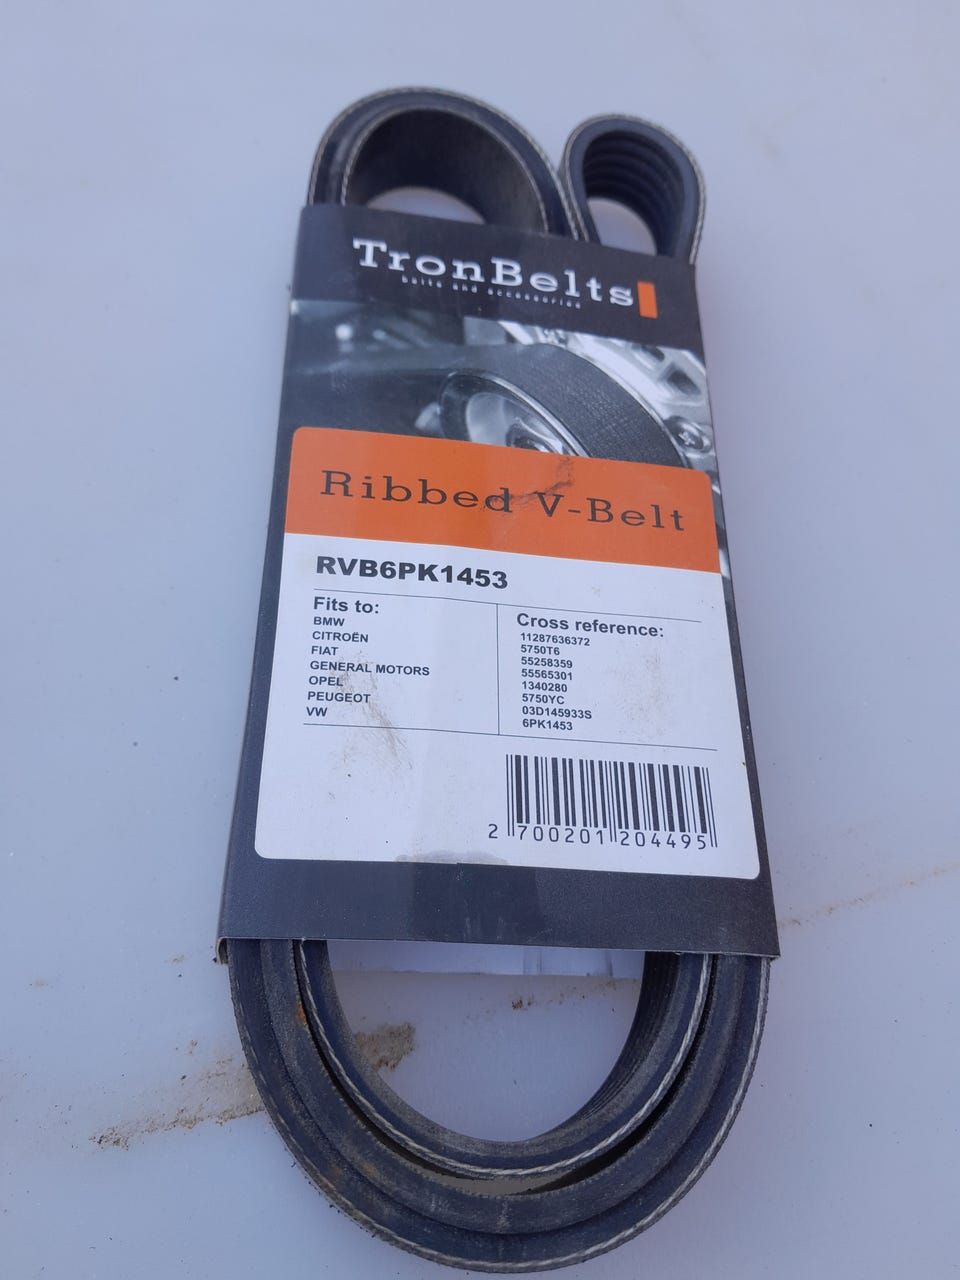 TronBelts
belts and accessories
Ribbed V-Belt
RVB6PK1453
Fits to:
BMW
CITROËN
FIAT
GENERAL MOTORS
OPEL
PEUGEOT
VW
Cross reference:
11287636372
5750T6
55258359
55565301
1340280
5750YC
03D145933S
6PK1453
2 700201 204495